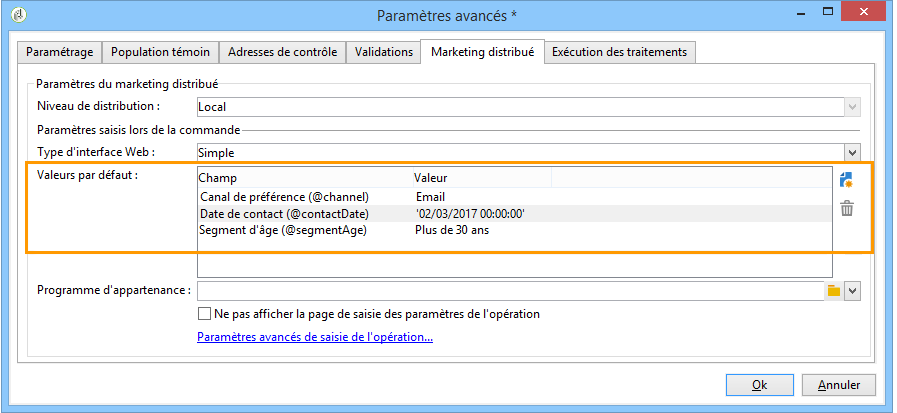 Paramètres avancés *
Paramétrage Population témoin Adresses de contrôle Validations Marketing distribué Exécution des traitements
Paramètres du marketing distribué
Niveau de distribution : Local
Paramètres saisis lors de la commande
Type d'interface Web : Simple
Valeurs par défaut : Champ Valeur
Canal de préférence (@channel) Email
Date de contact (@contactDate) '02/03/2017 00:00:00'
Segment d'âge (@segmentAge) Plus de 30 ans
Programme d'appartenance :
Ne pas afficher la page de saisie des paramètres de l'opération
Paramètres avancés de saisie de l'opération...
Ok Annuler